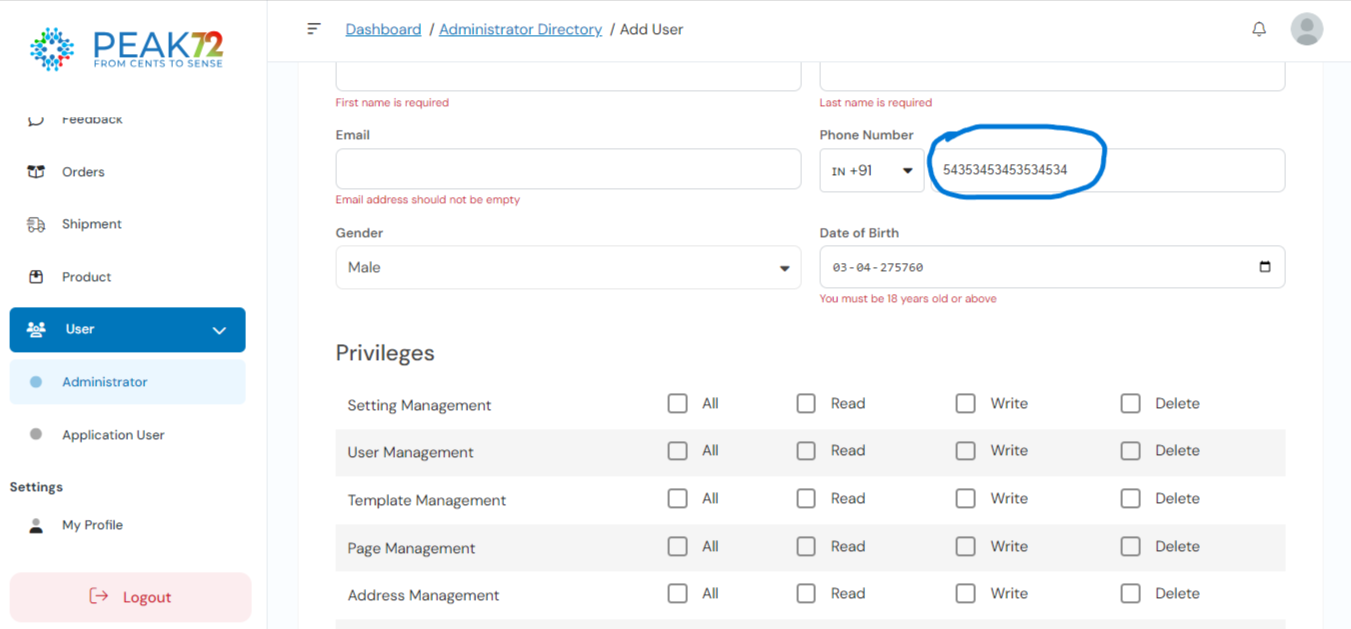 PEAK72
FROM CENTS TO SENSE
Dashboard / Administrator Directory / Add User
Feedback
Orders
Shipment
Product
User
Administrator
Application User
Settings
My Profile
Logout
First name is required
Last name is required
Email
Phone Number
IN +91
54353453453534534
Email address should not be empty
Gender
Date of Birth
Male
03-04-275760
You must be 18 years old or above
Privileges
Setting Management All Read Write Delete
User Management All Read Write Delete
Template Management All Read Write Delete
Page Management All Read Write Delete
Address Management All Read Write Delete